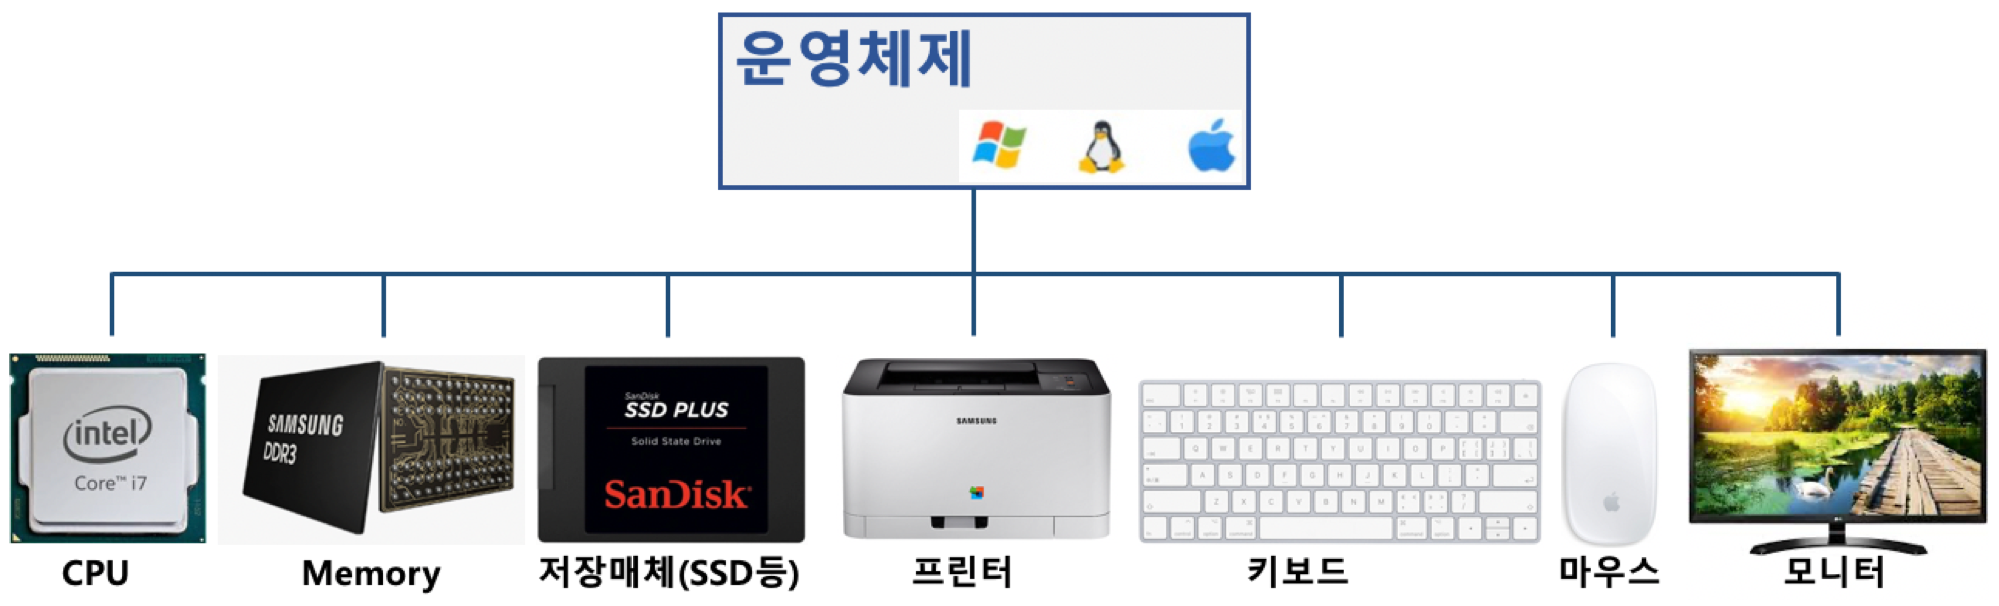 운영체제
intel
Core™ i7
SAMSUNG
DDR3
SanDisk
SSD PLUS
Solid State Drive
SanDisk
SAMSUNG
CPU
Memory
저장매체(SSD등)
프린터
키보드
마우스
모니터